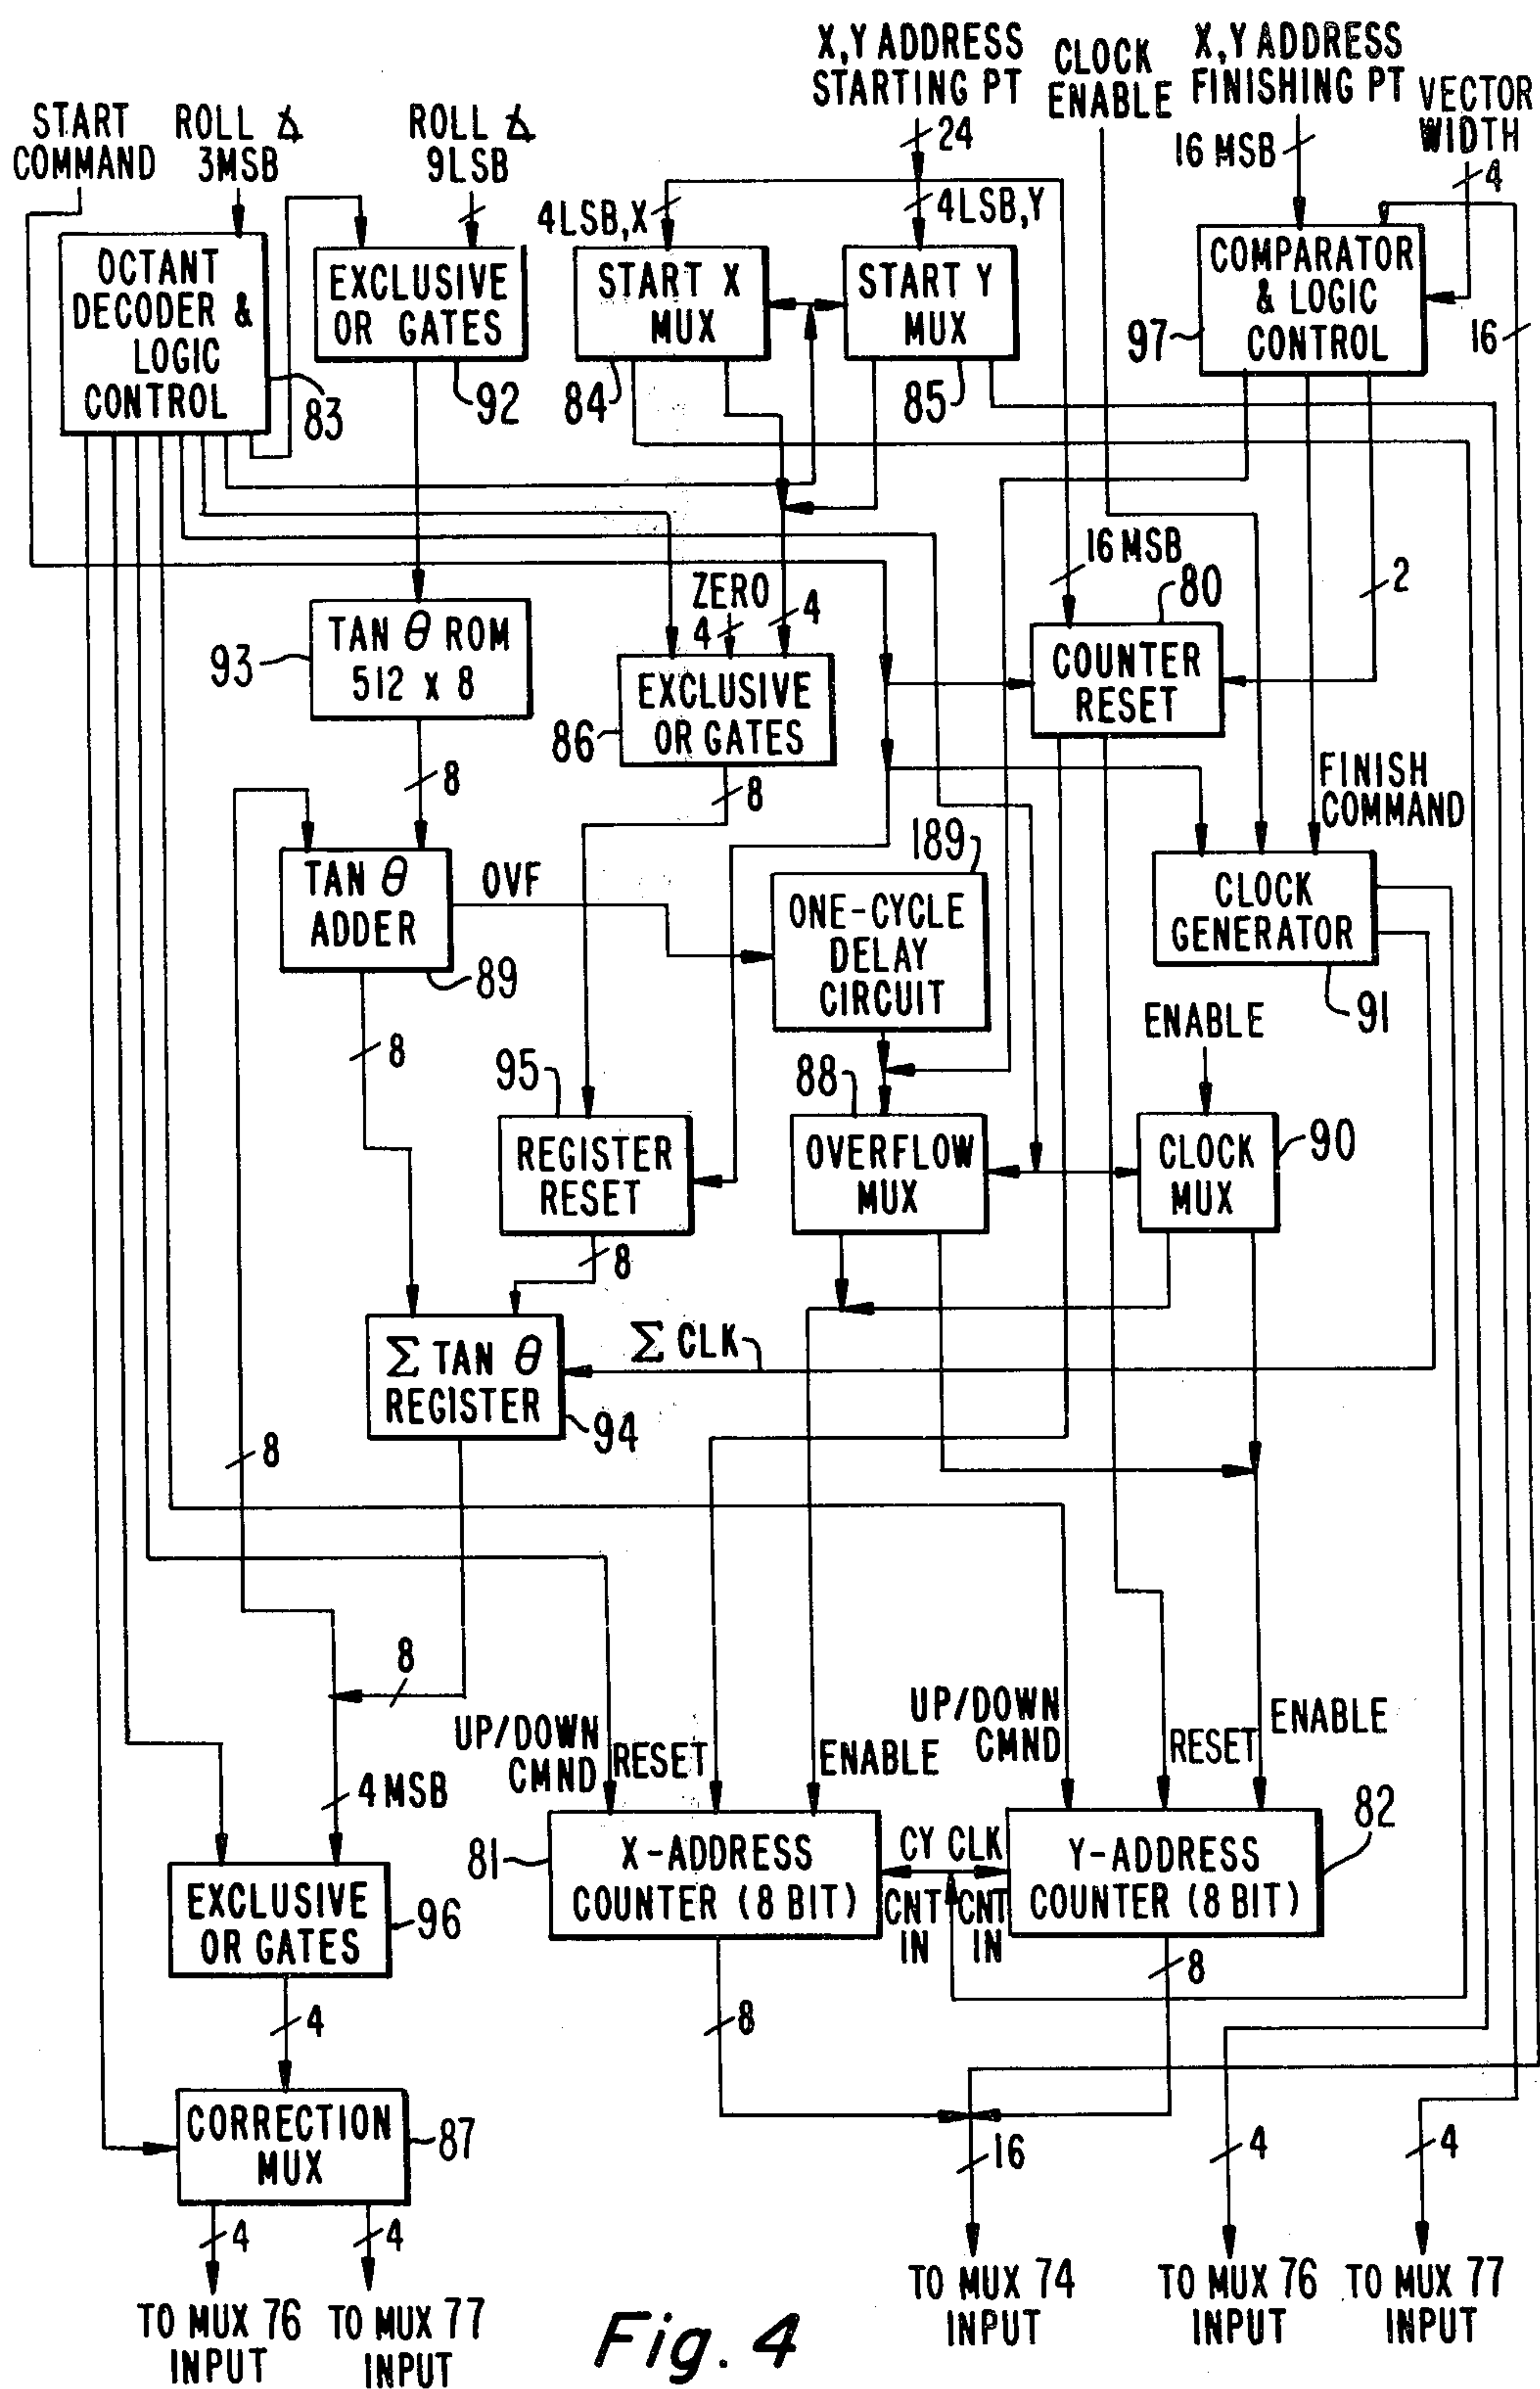 X,Y ADDRESS
STARTING PT
CLOCK
ENABLE
X,Y ADDRESS
FINISHING PT
VECTOR
WIDTH
START
COMMAND
ROLL ∡
3MSB
ROLL ∡
9LSB
24
16 MSB
4
4LSB,X
4LSB,Y
OCTANT
DECODER &
LOGIC
CONTROL
83
EXCLUSIVE
OR GATES
92
START X
MUX
84
START Y
MUX
85
COMPARATOR
& LOGIC
CONTROL
97
16
16 MSB
80
2
ZERO
4
4
TAN θ ROM
512 x 8
93
EXCLUSIVE
OR GATES
86
COUNTER
RESET
8
8
FINISH
COMMAND
TAN θ
ADDER
89
OVF
189
ONE-CYCLE
DELAY
CIRCUIT
CLOCK
GENERATOR
91
ENABLE
8
95
88
REGISTER
RESET
OVERFLOW
MUX
CLOCK
MUX
90
8
Σ TAN θ
REGISTER
94
Σ CLK
8
8
UP/DOWN
CMND
RESET
ENABLE
UP/DOWN
CMND
RESET
ENABLE
4 MSB
81
X-ADDRESS
COUNTER (8 BIT)
CY CLK
CNT
IN
CNT
IN
Y-ADDRESS
COUNTER (8 BIT)
82
EXCLUSIVE
OR GATES
96
8
8
4
CORRECTION
MUX
87
16
4
4
4
4
TO MUX 76
INPUT
TO MUX 77
INPUT
TO MUX 74
INPUT
TO MUX 76
INPUT
TO MUX 77
INPUT
Fig. 4